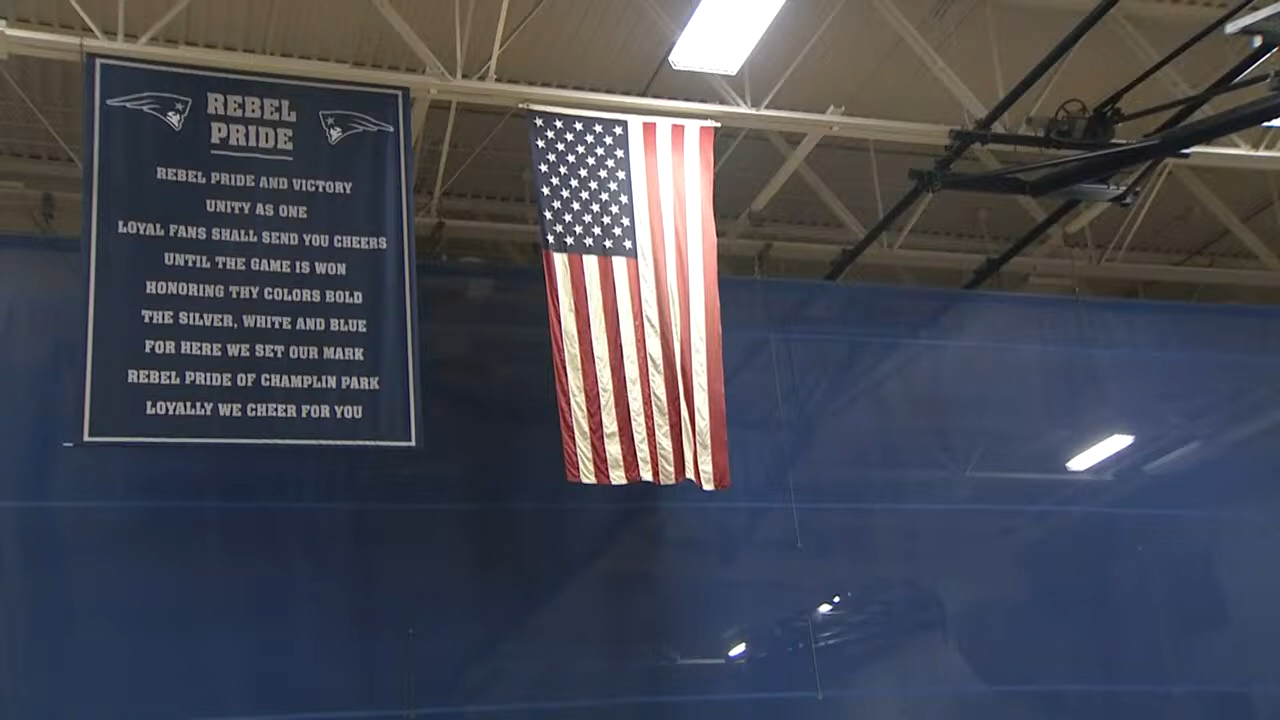 REBEL
PRIDE
REBEL PRIDE AND VICTORY
UNITY AS ONE
LOYAL FANS SHALL SEND YOU CHEERS
UNTIL THE GAME IS WON
HONORING THY COLORS BOLD
THE SILVER, WHITE AND BLUE
FOR HERE WE SET OUR MARK
REBEL PRIDE OF CHAMPLIN PARK
LOYALLY WE CHEER FOR YOU